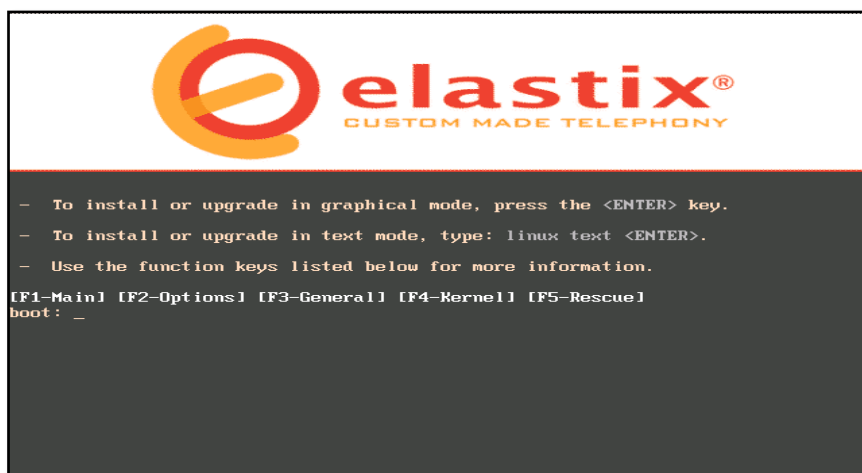 elastix®
CUSTOM MADE TELEPHONY
- To install or upgrade in graphical mode, press the <ENTER> key.
- To install or upgrade in text mode, type: linux text <ENTER>.
- Use the function keys listed below for more information.
[F1-Main] [F2-Options] [F3-General] [F4-Kernel] [F5-Rescue]
boot: _